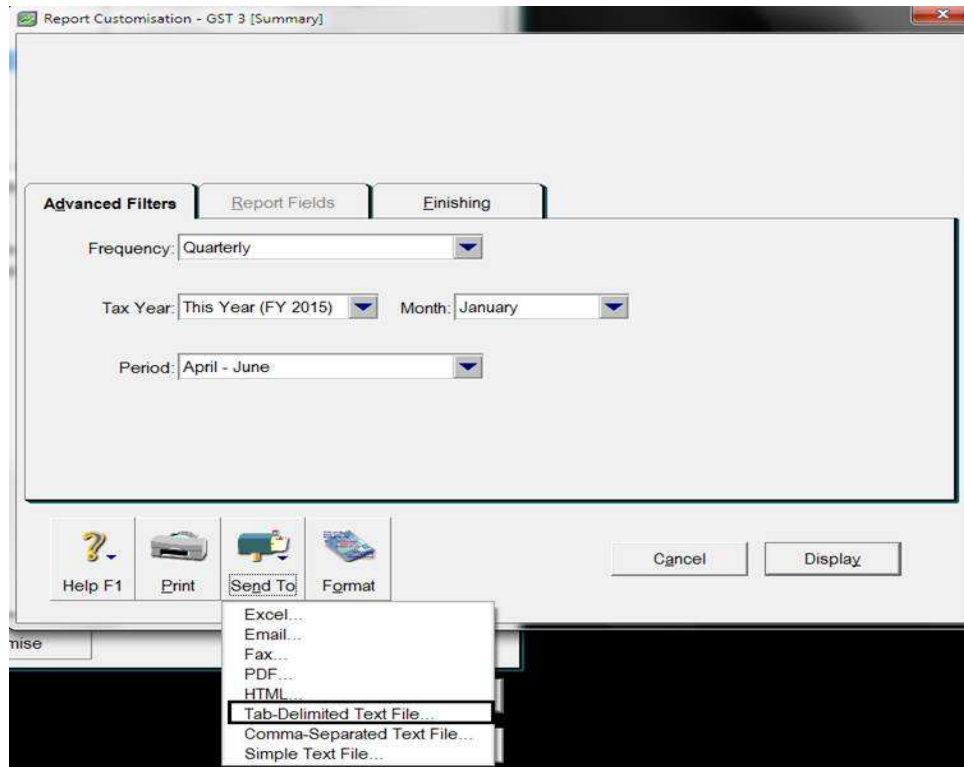 Report Customisation - GST 3 [Summary]
Advanced Filters Report Fields Finishing
Frequency: Quarterly
Tax Year: This Year (FY 2015) Month: January
Period: April - June
Help F1 Print Send To Format Cancel Display
Excel...
Email...
nise
Fax...
PDF...
HTML...
Tab-Delimited Text File...
Comma-Separated Text File...
Simple Text File...